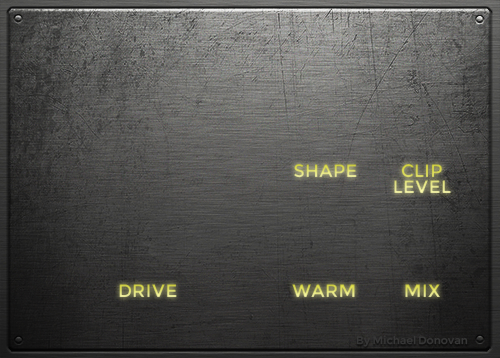 SHAPE
CLIP
LEVEL
DRIVE
WARM
MIX
By Michael Donovan